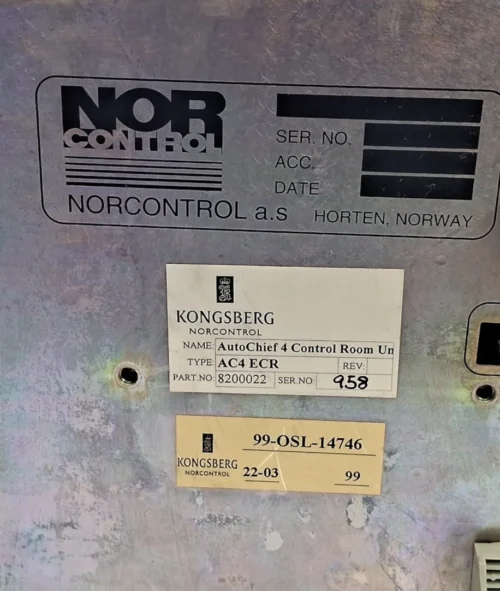 NOR
CONTROL
SER. NO.
ACC.
DATE
NORCONTROL a.s HORTEN, NORWAY
KONGSBERG
NORCONTROL
NAME: AutoChief 4 Control Room Un
TYPE: AC4 ECR REV:
PART.NO: 8200022 SER.NO: 958
99-OSL-14746
KONGSBERG
NORCONTROL 22-03 99